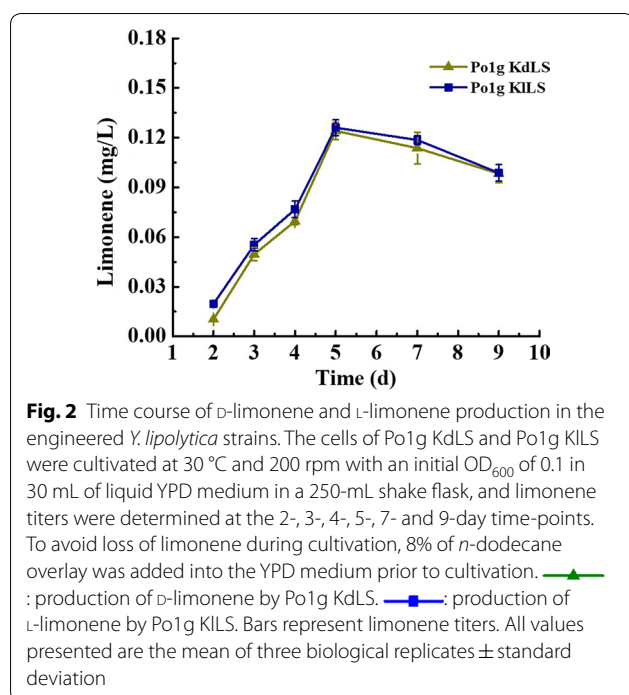 0.18
0.15
0.12
0.09
0.06
0.03
0.00
Limonene (mg/L)
Po1g KdLS
Po1g KlLS
1 2 3 4 5 6 7 8 9 10
Time (d)
Fig. 2 Time course of D-limonene and L-limonene production in the
engineered Y. lipolytica strains. The cells of Po1g KdLS and Po1g KlLS
were cultivated at 30 °C and 200 rpm with an initial OD600 of 0.1 in
30 mL of liquid YPD medium in a 250-mL shake flask, and limonene
titers were determined at the 2-, 3-, 4-, 5-, 7- and 9-day time-points.
To avoid loss of limonene during cultivation, 8% of n-dodecane
overlay was added into the YPD medium prior to cultivation.
: production of D-limonene by Po1g KdLS. : production of
L-limonene by Po1g KlLS. Bars represent limonene titers. All values
presented are the mean of three biological replicates ± standard
deviation